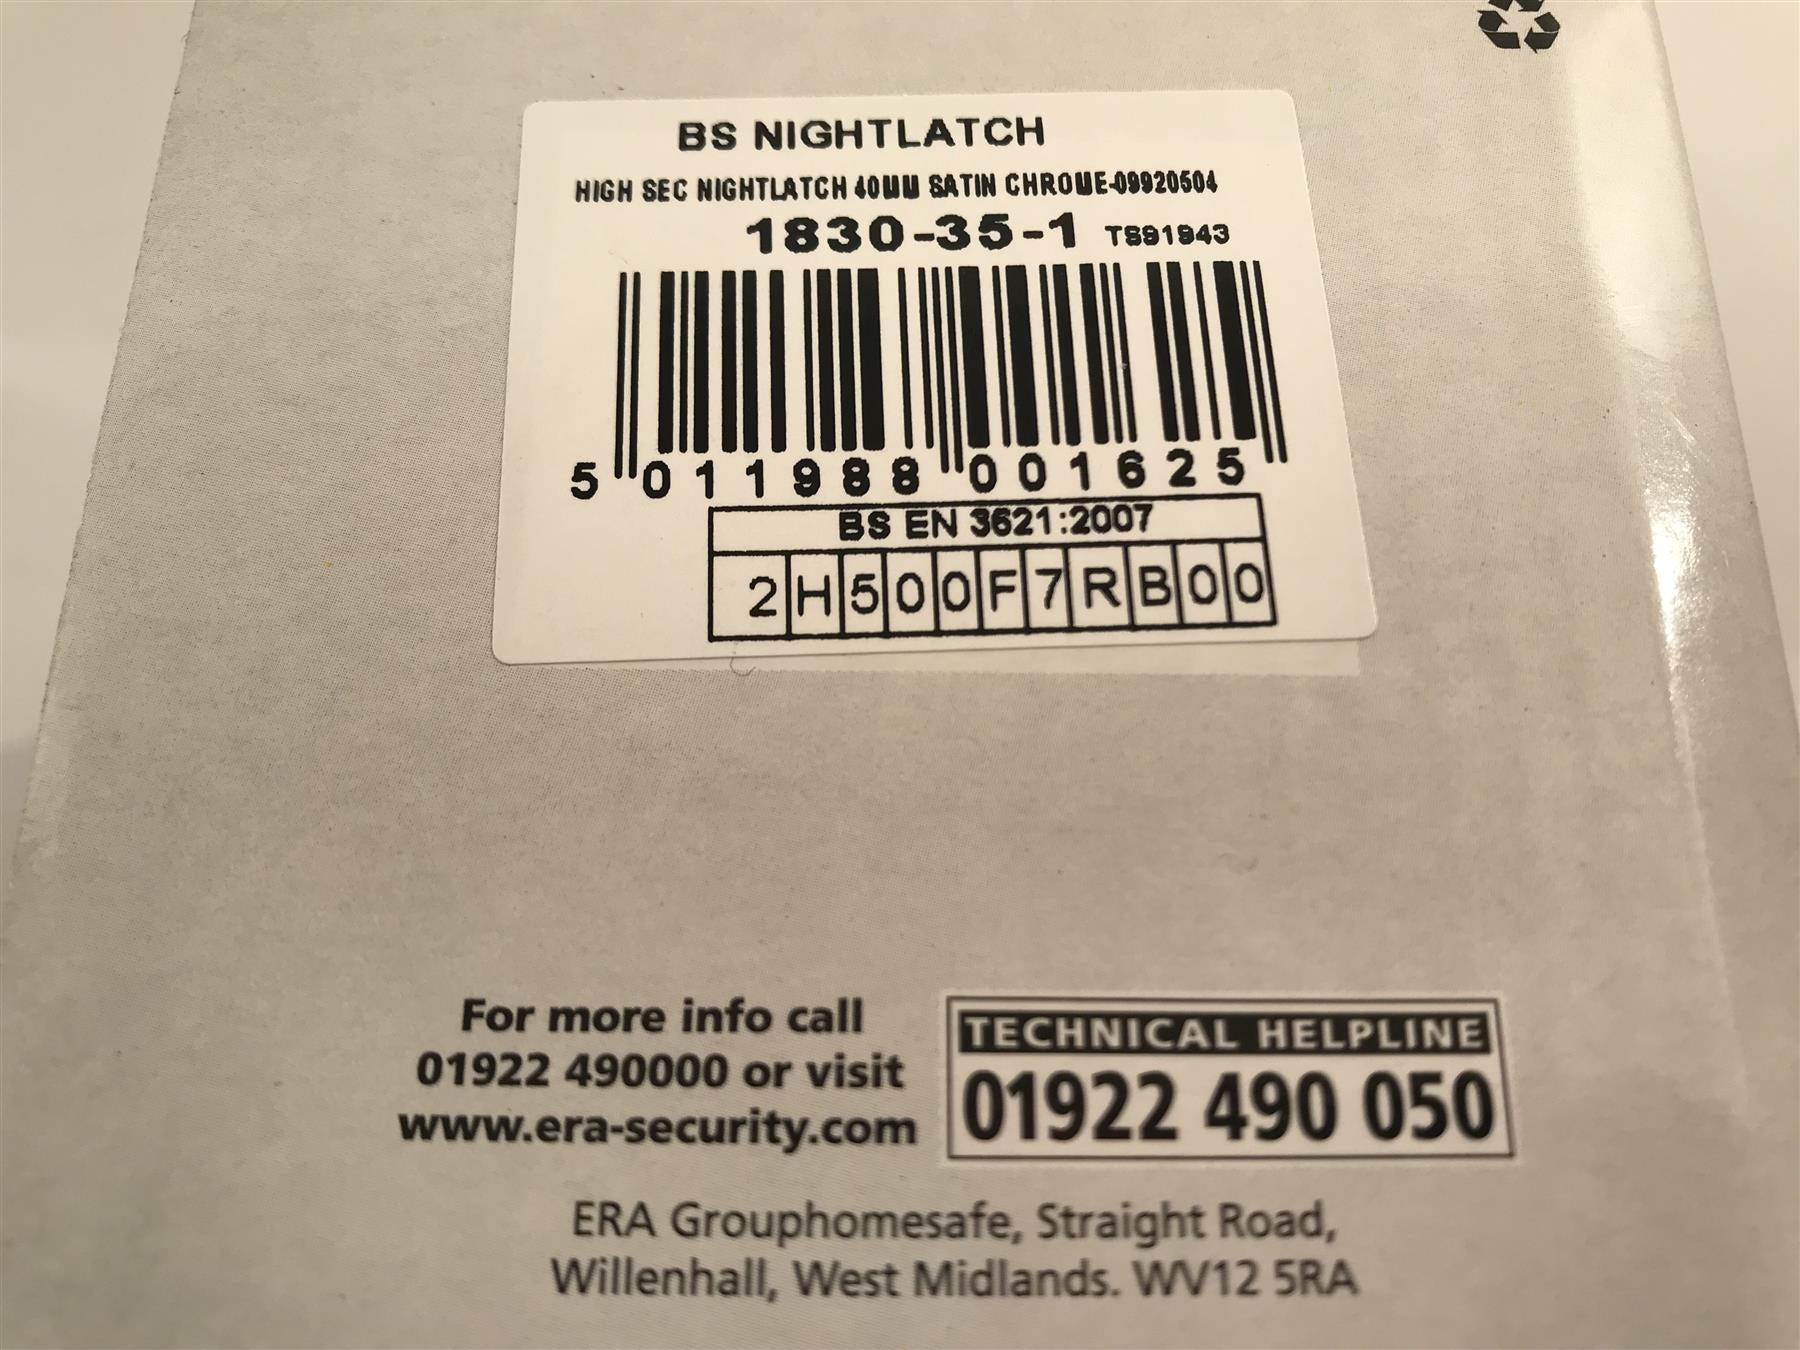 BS NIGHTLATCH
HIGH SEC NIGHTLATCH 40MM SATIN CHROME-09920504
1830-35-1 TS91943
5 011988 001625
BS EN 3621:2007
2H500F7RB00
For more info call
01922 490000 or visit
www.era-security.com
TECHNICAL HELPLINE
01922 490 050
ERA Grouphomesafe, Straight Road,
Willenhall, West Midlands. WV12 5RA